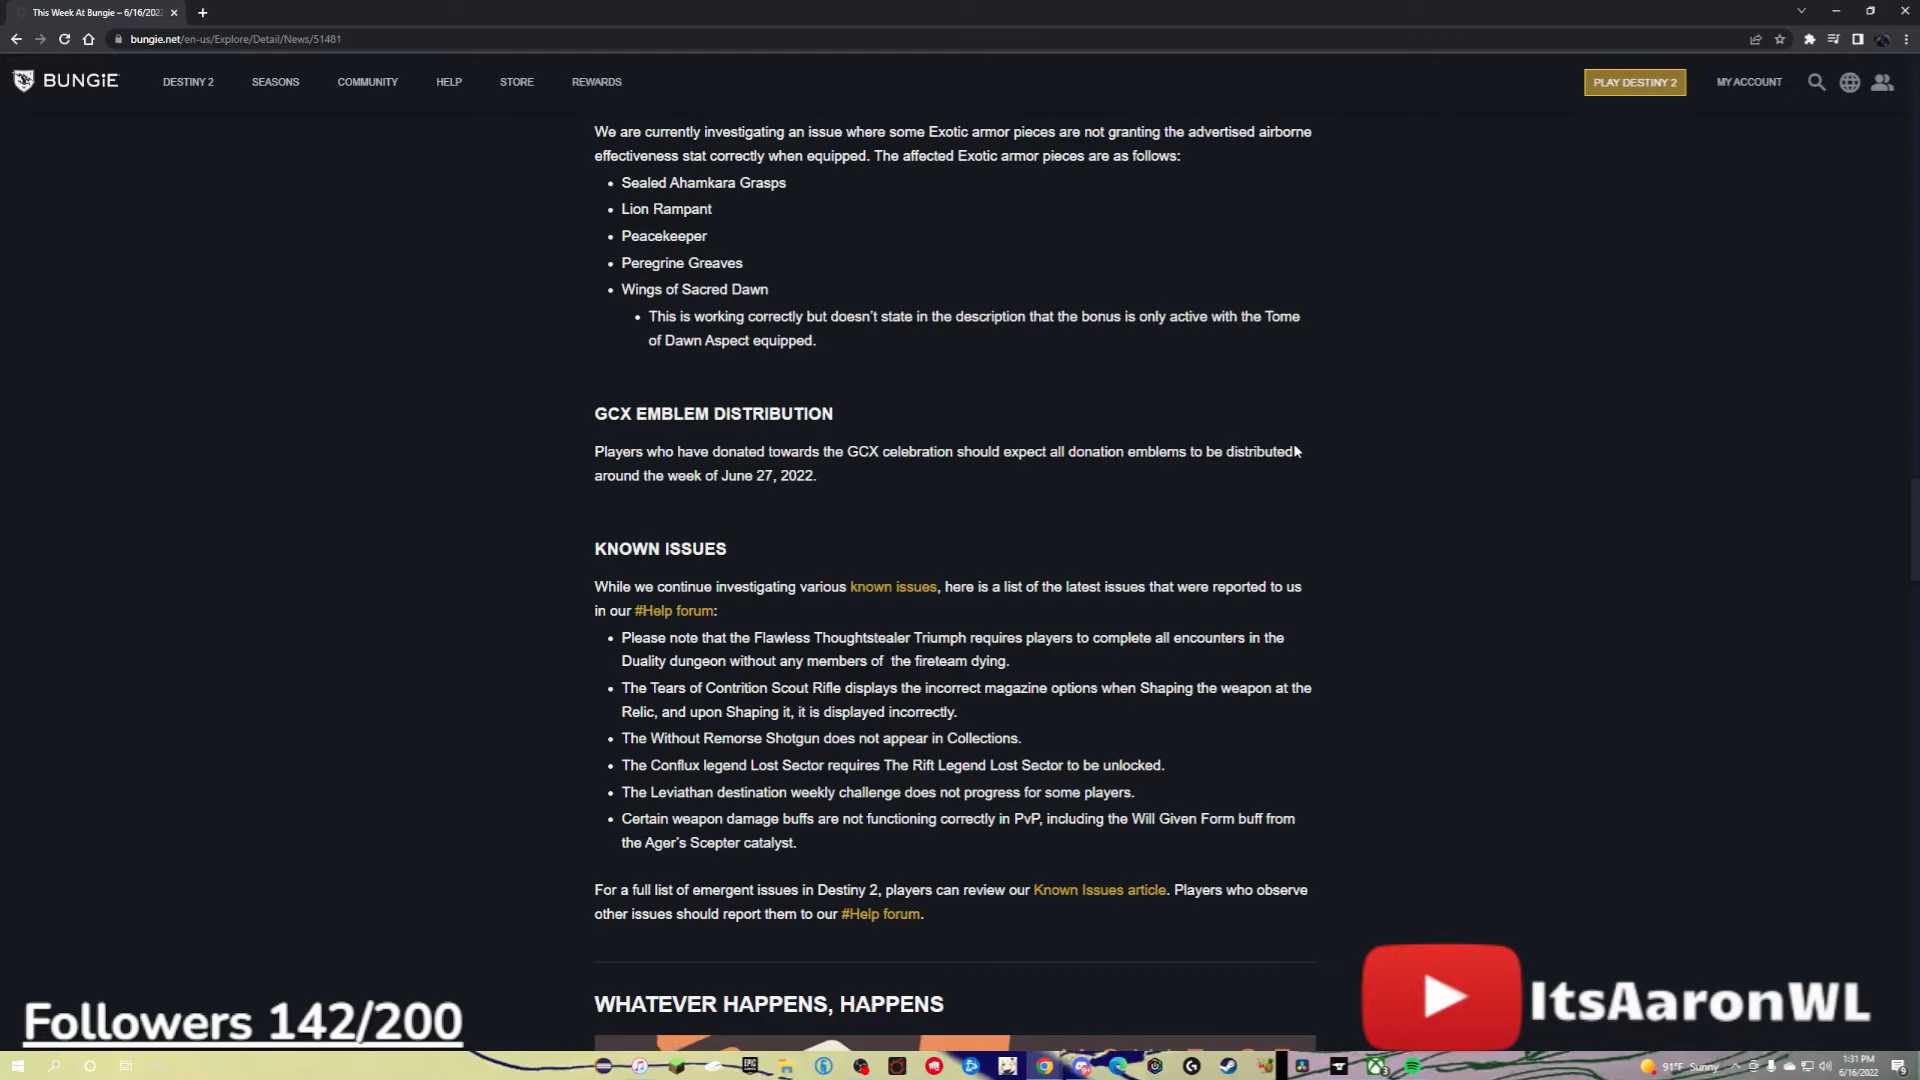 This Week At Bungie – 6/16/202
bungie.net/en-us/Explore/Detail/News/51481
BUNGiE
DESTINY 2
SEASONS
COMMUNITY
HELP
STORE
REWARDS
PLAY DESTINY 2
MY ACCOUNT
We are currently investigating an issue where some Exotic armor pieces are not granting the advertised airborne
effectiveness stat correctly when equipped. The affected Exotic armor pieces are as follows:
• Sealed Ahamkara Grasps
• Lion Rampant
• Peacekeeper
• Peregrine Greaves
• Wings of Sacred Dawn
• This is working correctly but doesn’t state in the description that the bonus is only active with the Tome
of Dawn Aspect equipped.
GCX EMBLEM DISTRIBUTION
Players who have donated towards the GCX celebration should expect all donation emblems to be distributed
around the week of June 27, 2022.
KNOWN ISSUES
While we continue investigating various known issues, here is a list of the latest issues that were reported to us
in our #Help forum:
• Please note that the Flawless Thoughtstealer Triumph requires players to complete all encounters in the
Duality dungeon without any members of the fireteam dying.
• The Tears of Contrition Scout Rifle displays the incorrect magazine options when Shaping the weapon at the
Relic, and upon Shaping it, it is displayed incorrectly.
• The Without Remorse Shotgun does not appear in Collections.
• The Conflux legend Lost Sector requires The Rift Legend Lost Sector to be unlocked.
• The Leviathan destination weekly challenge does not progress for some players.
• Certain weapon damage buffs are not functioning correctly in PvP, including the Will Given Form buff from
the Ager’s Scepter catalyst.
For a full list of emergent issues in Destiny 2, players can review our Known Issues article. Players who observe
other issues should report them to our #Help forum.
WHATEVER HAPPENS, HAPPENS
Followers 142/200
ItsAaronWL
91°F Sunny
1:31 PM
6/16/2022